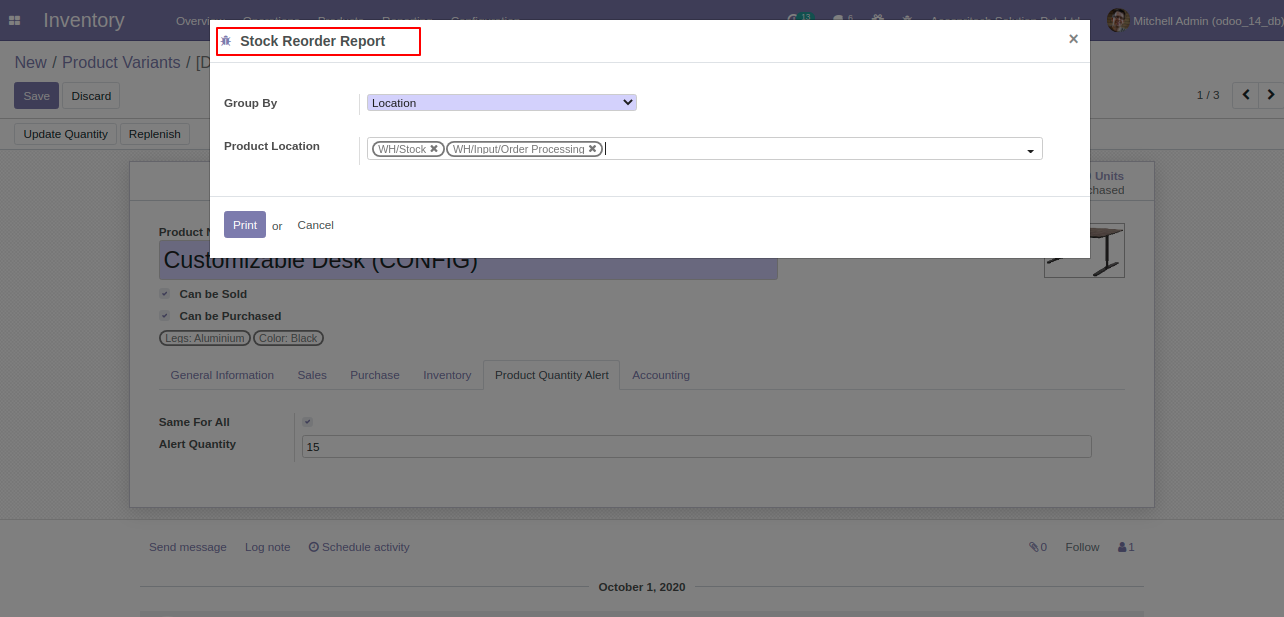 Inventory
Operations Products Reporting Configuration
13
6
Mitchell Admin (odoo_14_db)
Stock Reorder Report
×
New / Product Variants / [D
Save Discard
1 / 3
Group By
Location
Update Quantity Replenish
Product Location
WH/Stock ✖ WH/Input/Order Processing ✖
Units
chased
Print or Cancel
Product N
Customizable Desk (CONFIG)
Can be Sold
Can be Purchased
Legs: Aluminium Color: Black
General Information Sales Purchase Inventory Product Quantity Alert Accounting
Same For All
Alert Quantity
15
Send message Log note Schedule activity
0 Follow 1
October 1, 2020